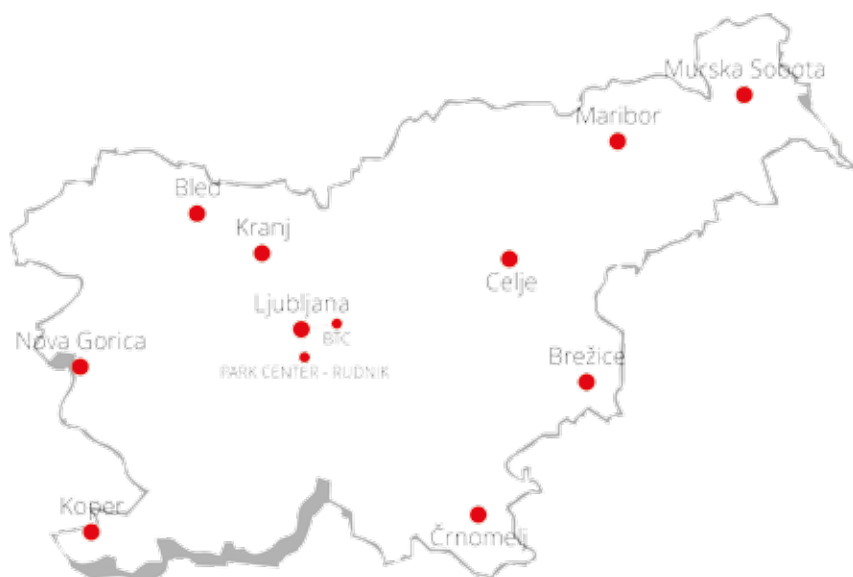 Murska Sobota
Maribor
Bled
Kranj
Celje
Ljubljana
BTC
Nova Gorica
PARK CENTER - RUDNIK
Brežice
Koper
Črnomelj